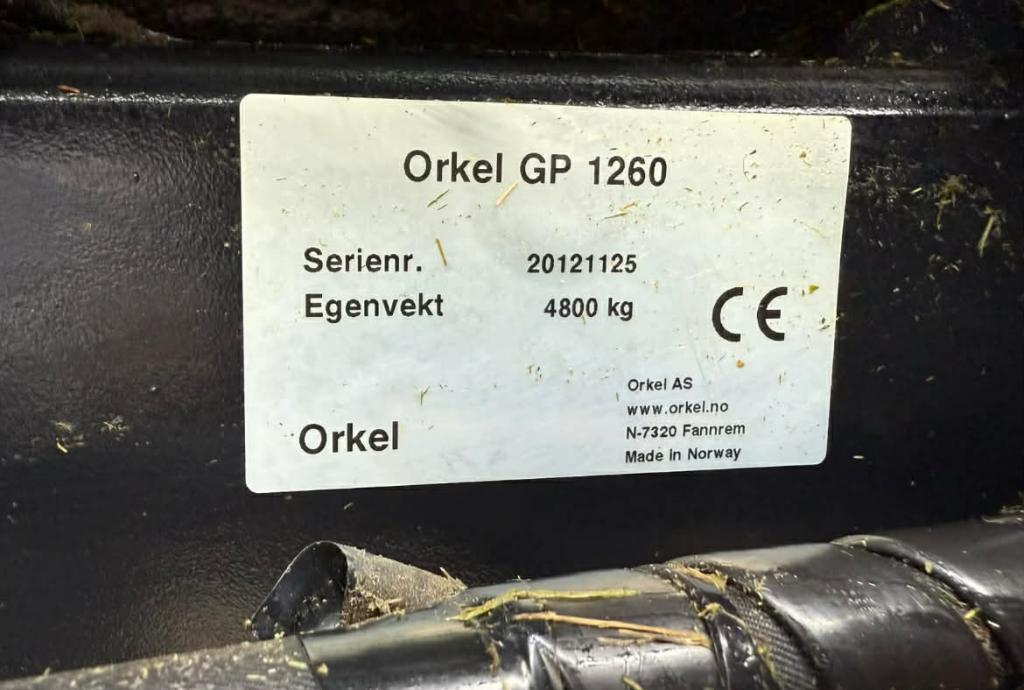 Orkel GP 1260
Serienr. 20121125
Egenvekt 4800 kg
CE
Orkel
Orkel AS
www.orkel.no
N-7320 Fannrem
Made in Norway